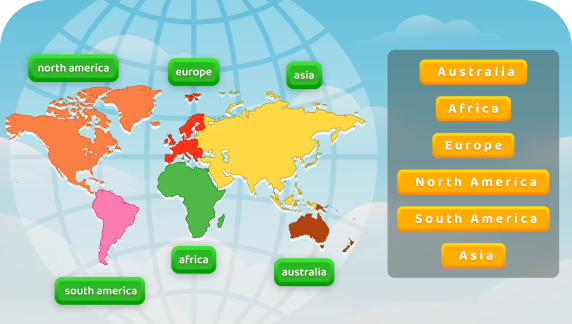 north america
europe
asia
south america
africa
australia
Australia
Africa
Europe
North America
South America
Asia